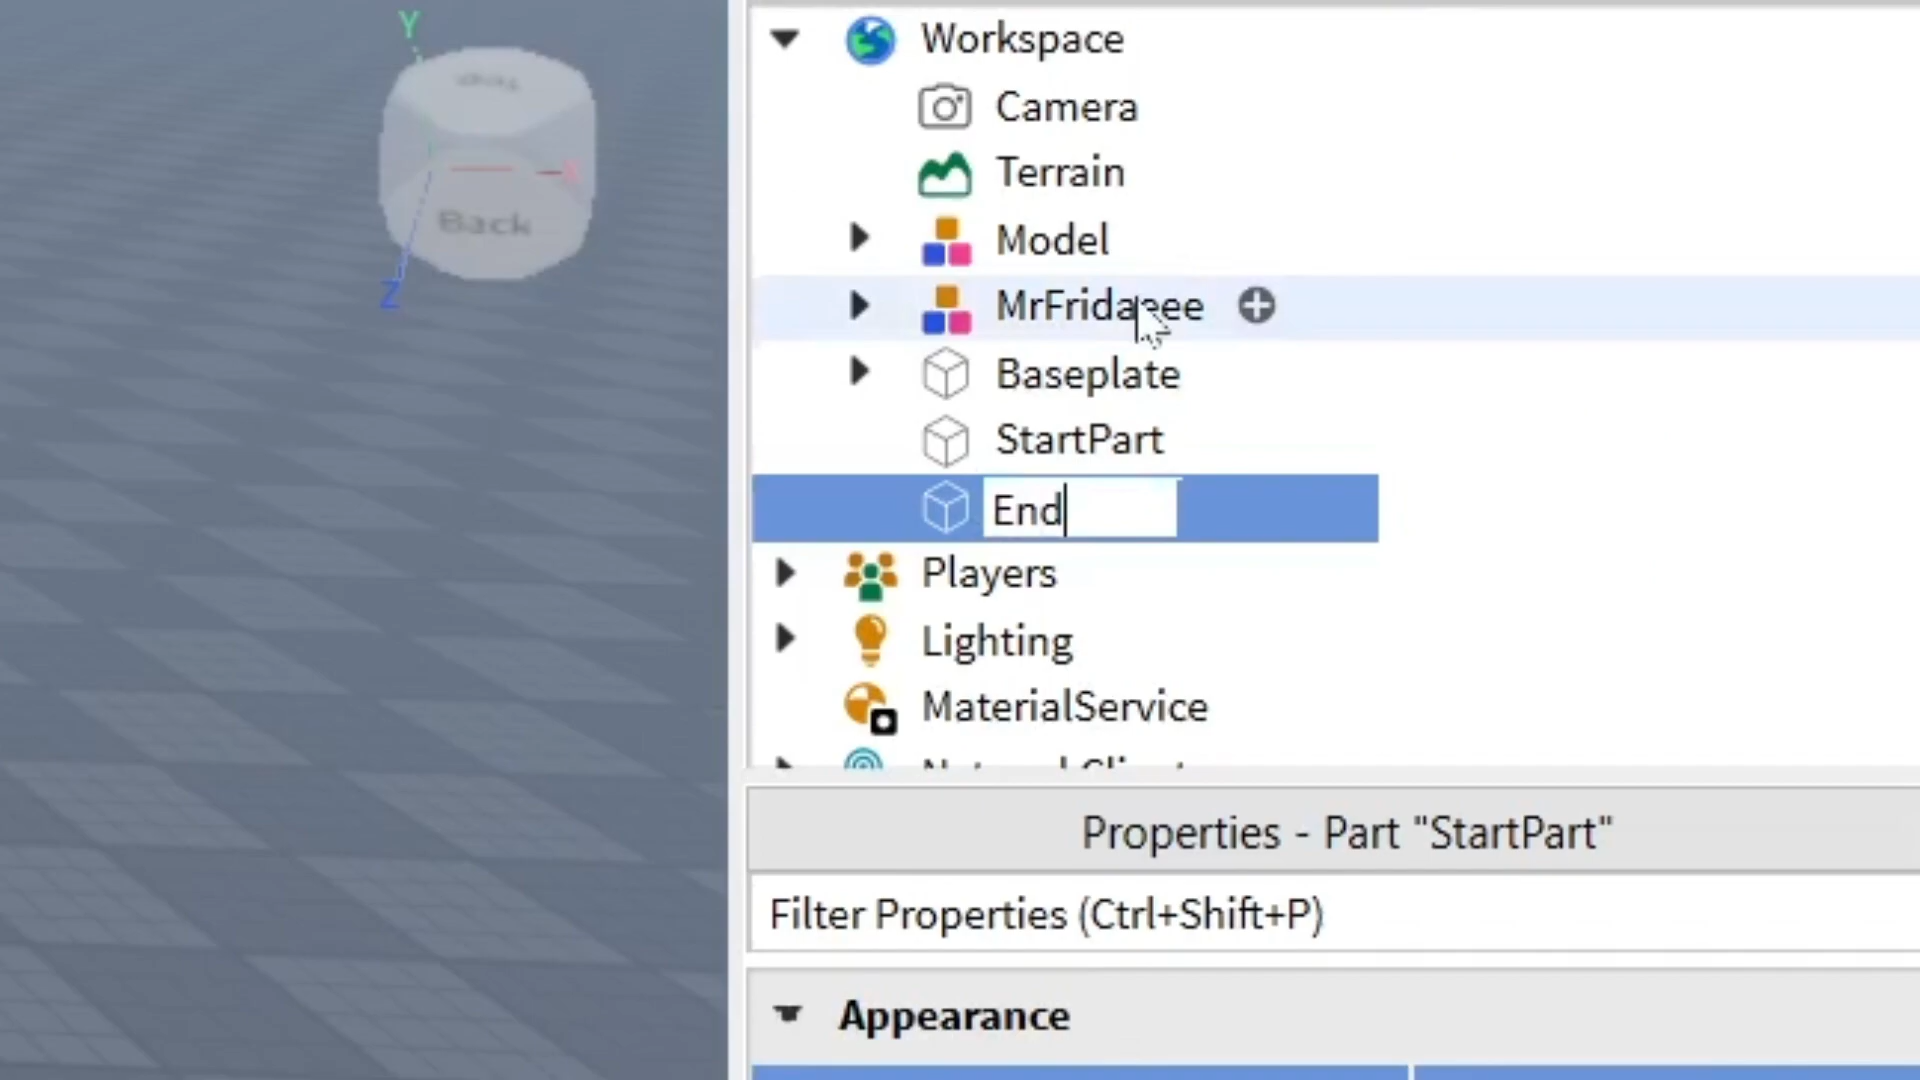 Y
Top
X
Back
Z
Workspace
Camera
Terrain
Model
Baseplate
StartPart
End
Players
Lighting
MaterialService
Properties - Part "StartPart"
Filter Properties (Ctrl+Shift+P)
Appearance